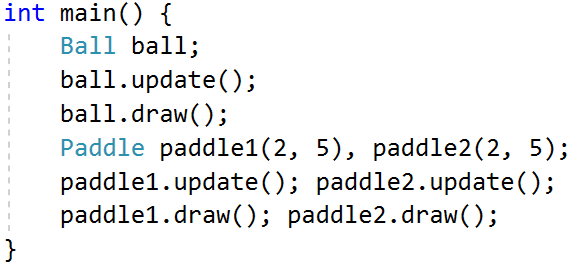 int main() {
    Ball ball;
    ball.update();
    ball.draw();
    Paddle paddle1(2, 5), paddle2(2, 5);
    paddle1.update(); paddle2.update();
    paddle1.draw(); paddle2.draw();
}